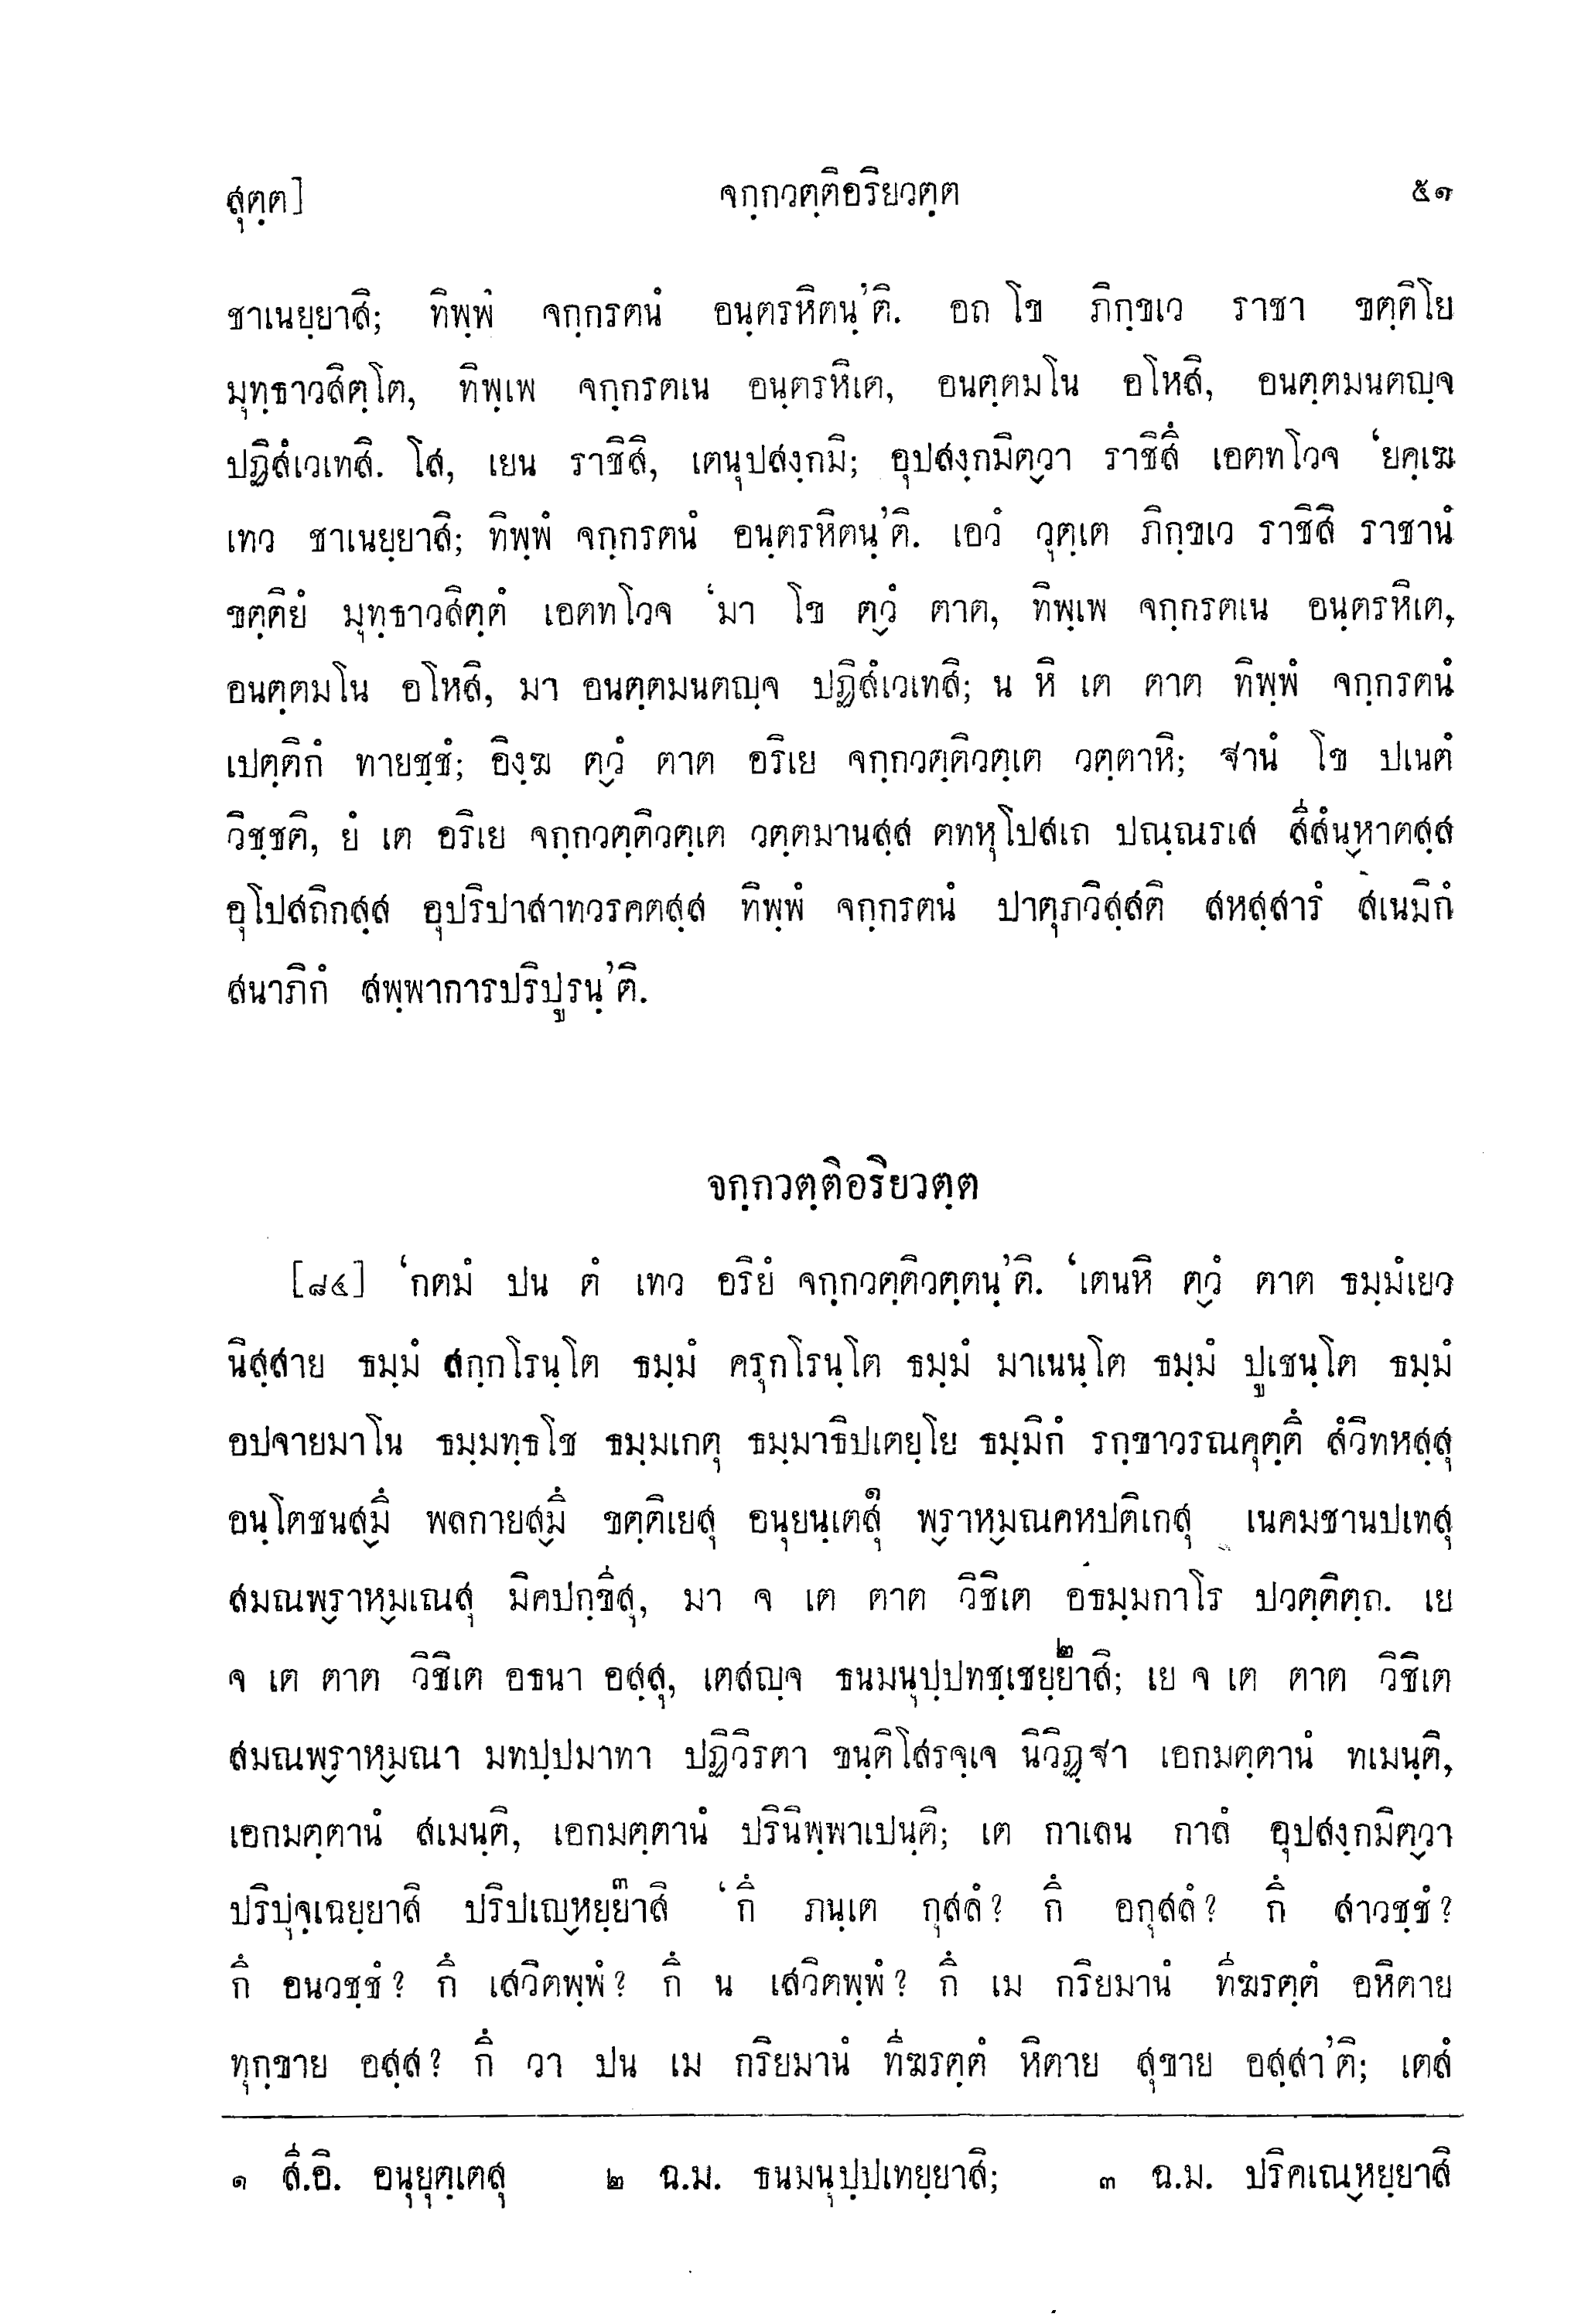 สุตฺต] จกฺกวตฺติอริยวตฺต ๕๑
ชาเนยฺยาสิ; ทิพฺพํ จกฺกรตนํ อนฺตรหิตนฺ’ติ. อถ โข ภิกฺขเว ราชา ขตฺติโย
มุทฺธาวสิตฺโต, ทิพฺเพ จกฺกรตเน อนฺตรหิเต, อนตฺตมโน อโหสิ, อนตฺตมนตญฺจ
ปฏิสํเวเทสิ. โส, เยน ราชิสิ, เตนุปสงฺกมิ; อุปสงฺกมิตฺวา ราชิสึ เอตทโวจ ‘ยคฺเฆ
เทว ชาเนยฺยาสิ; ทิพฺพํ จกฺกรตนํ อนฺตรหิตนฺ’ติ. เอวํ วุตฺเต ภิกฺขเว ราชิสิ ราชานํ
ขตฺติยํ มุทฺธาวสิตฺตํ เอตทโวจ ‘มา โข ตฺวํ ตาต, ทิพฺเพ จกฺกรตเน อนฺตรหิเต,
อนตฺตมโน อโหสิ, มา อนตฺตมนตญฺจ ปฏิสํเวเทสิ; น หิ เต ตาต ทิพฺพํ จกฺกรตนํ
เปตฺติกํ ทายชฺชํ; อิงฺฆ ตฺวํ ตาต อริเย จกฺกวตฺติวตฺเต วตฺตาหิ; ฐานํ โข ปเนตํ
วิชฺชติ, ยํ เต อริเย จกฺกวตฺติวตฺเต วตฺตมานสฺส ตทหุโปสเถ ปณฺณรเส สีสํนฺหาตสฺส
อุโปสถิกสฺส อุปริปาสาทวรคตสฺส ทิพฺพํ จกฺกรตนํ ปาตุภวิสฺสติ สหสฺสารํ สเนมิกํ
สนาภิกํ สพฺพาการปริปูรนฺ’ติ.
จกฺกวตฺติอริยวตฺต
[๘๔] ‘กตมํ ปน ตํ เทว อริยํ จกฺกวตฺติวตฺตนฺ’ติ. ‘เตนหิ ตฺวํ ตาต ธมฺมํเยว
นิสฺสาย ธมฺมํ สกฺกโรนฺโต ธมฺมํ ครุกโรนฺโต ธมฺมํ มาเนนฺโต ธมฺมํ ปูเชนฺโต ธมฺมํ
อปจายมาโน ธมฺมทฺธโช ธมฺมเกตุ ธมฺมาธิปเตยฺโย ธมฺมิกํ รกฺขาวรณคุตฺตึ สํวิทหสฺสุ
อนฺโตชนสฺมึ พลกายสฺมึ ขตฺติเยสุ อนุยนฺเตสุ๑ พฺราหฺมณคหปติเกสุ เนคมชานปเทสุ
สมณพฺราหฺมเณสุ มิคปกฺขีสุ, มา จ เต ตาต วิชิเต อธมฺมกาโร ปวตฺติตฺถ. เย
จ เต ตาต วิชิเต อธนา อสฺสุ, เตสญฺจ ธนมนุปฺปทชฺเชยฺยาสิ๒; เย จ เต ตาต วิชิเต
สมณพฺราหฺมณา มทปฺปมาทา ปฏิวิรตา ขนฺติโสรจฺเจ นิวิฏฺฐา เอกมตฺตานํ ทเมนฺติ,
เอกมตฺตานํ สเมนฺติ, เอกมตฺตานํ ปรินิพฺพาเปนฺติ; เต กาเลน กาลํ อุปสงฺกมิตฺวา
ปริปุจฺเฉยฺยาสิ ปริปเญฺหยฺยาสิ๓ ‘กึ ภนฺเต กุสลํ? กึ อกุสลํ? กึ สาวชฺชํ?
กึ อนวชฺชํ? กึ เสวิตพฺพํ? กึ น เสวิตพฺพํ? กึ เม กริยมานํ ทีฆรตฺตํ อหิตาย
ทุกฺขาย อสฺส? กึ วา ปน เม กริยมานํ ทีฆรตฺตํ หิตาย สุขาย อสฺสา’ติ; เตสํ
๑ สี.อิ. อนุยุตฺเตสุ ๒ ฉ.ม. ธนมนุปฺปเทยฺยาสิ; ๓ ฉ.ม. ปริคเณฺหยฺยาสิ